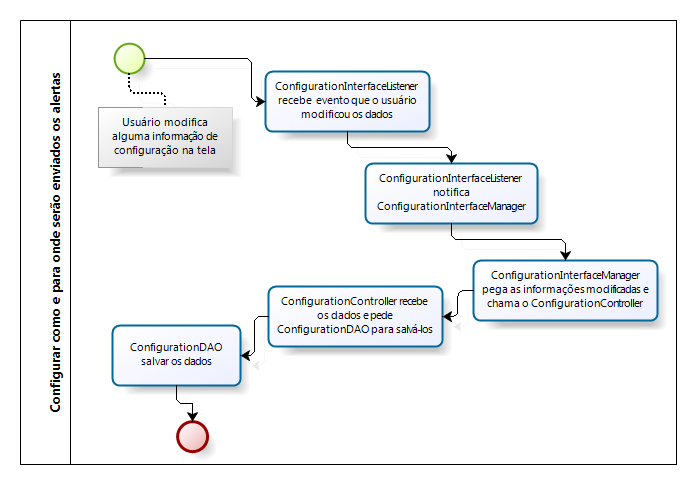 Configurar como e para onde serão enviados os alertas
Usuário modifica
alguma informação de
configuração na tela
ConfigurationInterfaceListener
recebe evento que o usuário
modificou os dados
ConfigurationInterfaceListener
notifica
ConfigurationInterfaceManager
ConfigurationInterfaceManager
pega as informações modificadas e
chama o ConfigurationController
ConfigurationController recebe
os dados e pede
ConfigurationDAO para salvá-los
ConfigurationDAO
salvar os dados